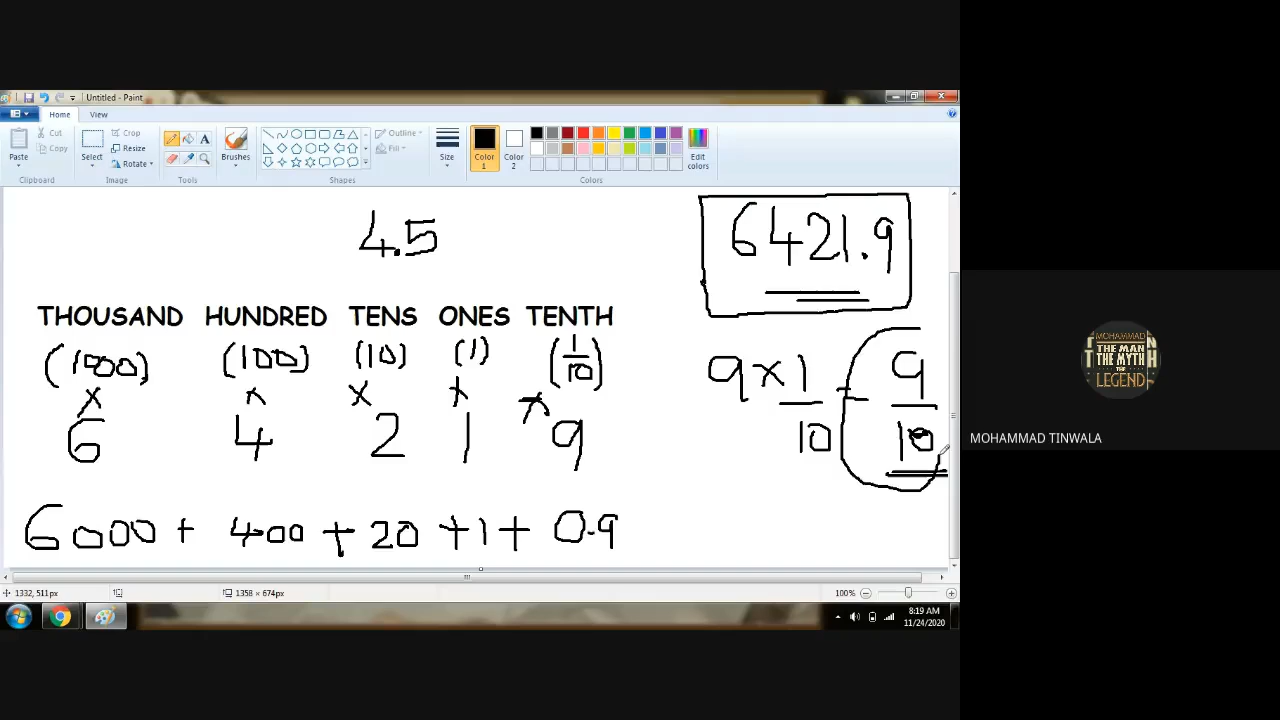 Untitled - Paint
Home View
Paste Cut Copy Select Crop Resize Rotate Brushes Outline Fill Size Color 1 Color 2 Edit colors
Clipboard Image Tools Shapes Colors
4.5
6421.9
THOUSAND HUNDRED TENS ONES TENTH
(1000) (100) (10) (1) (1/10)
× × × ×
6 4 2 1 9
9 × 1/10 = 9/10
6000 + 400 + 20 + 1 + 0.9
1332, 511px 1358 × 674px 100%
8:19 AM
11/24/2020
MOHAMMAD
THE MAN
THE MYTH
THE
LEGEND
MOHAMMAD TINWALA